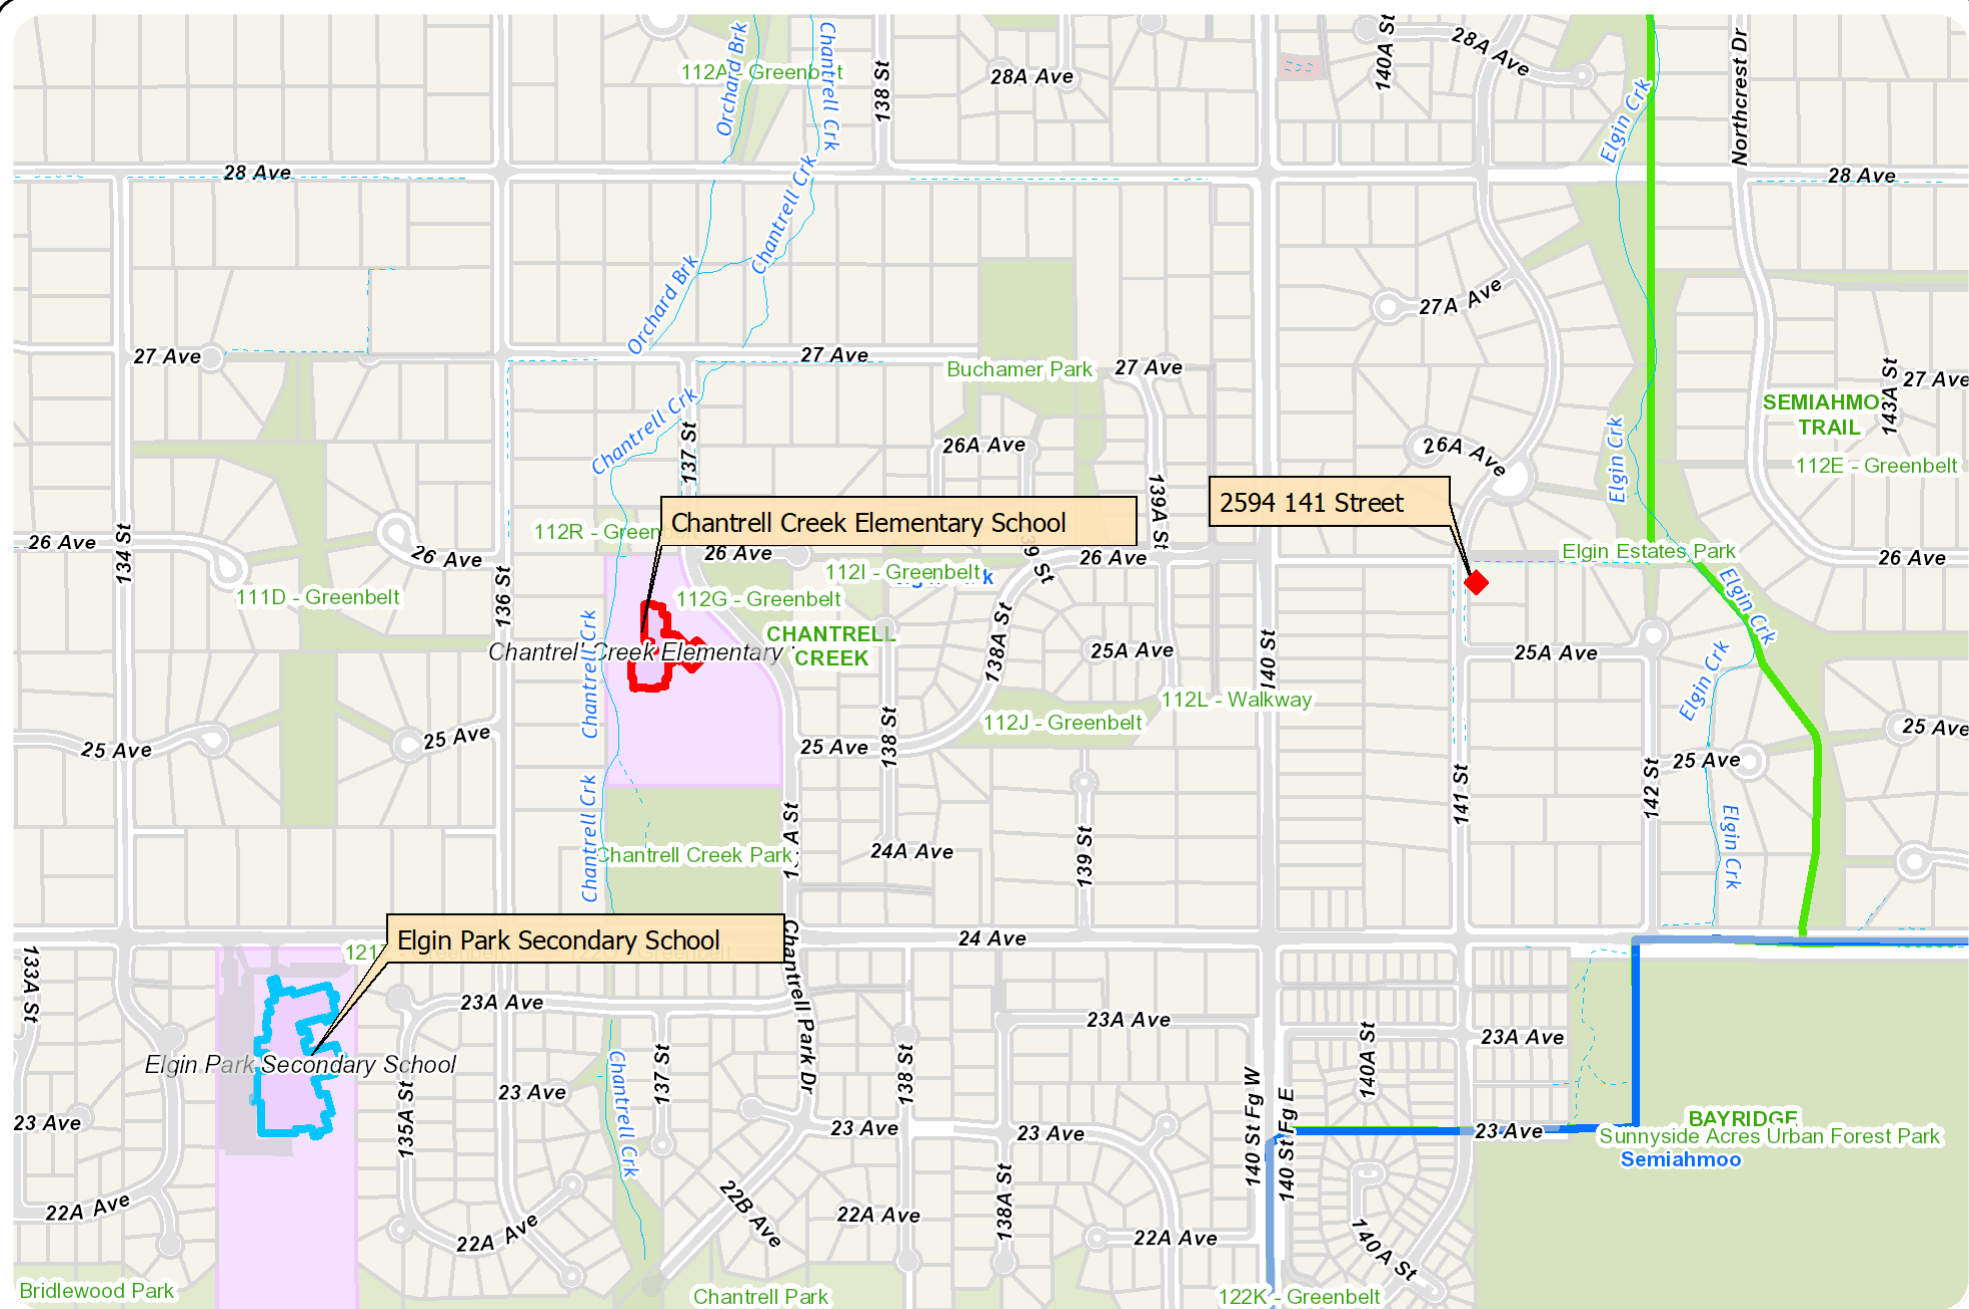 Orchard Brk
Chantrell Crk
112A - Greenbelt
138 St
28A Ave
140A St
28A Ave
Elgin Crk
Northcrest Dr
28 Ave
28 Ave
Chantrell Crk
Orchard Brk
27A Ave
27 Ave
27 Ave
Buchamer Park
27 Ave
143A St
27 Ave
SEMIAHMO
TRAIL
112E - Greenbelt
Chantrell Crk
137 St
26A Ave
26A Ave
Elgin Crk
139A St
2594 141 Street
Chantrell Creek Elementary School
112R - Greenbelt
134 St
26 Ave
26 Ave
26 Ave
139 St
26 Ave
Elgin Estates Park
26 Ave
111D - Greenbelt
136 St
112I - Greenbelt
112G - Greenbelt
Elgin Crk
CHANTRELL
CREEK
Chantrell Creek Elementary
Chantrell Crk
138A St
25A Ave
140 St
25A Ave
Elgin Crk
112L - Walkway
112J - Greenbelt
25 Ave
25 Ave
25 Ave
138 St
141 St
142 St
25 Ave
25 Ave
Chantrell Crk
Chantrell Creek Park
24A Ave
139 St
Elgin Crk
Elgin Park Secondary School
24 Ave
133A St
Chantrell Park Dr
23A Ave
23A Ave
140A St
23A Ave
Elgin Park Secondary School
135A St
23 Ave
137 St
138 St
Chantrell Crk
140 St Fg W
140 St Fg E
23 Ave
23 Ave
23 Ave
23 Ave
BAYRIDGE
Sunnyside Acres Urban Forest Park
Semiahmoo
22A Ave
22A Ave
22B Ave
22A Ave
138A St
22A Ave
140A St
Bridlewood Park
Chantrell Park
122K - Greenbelt